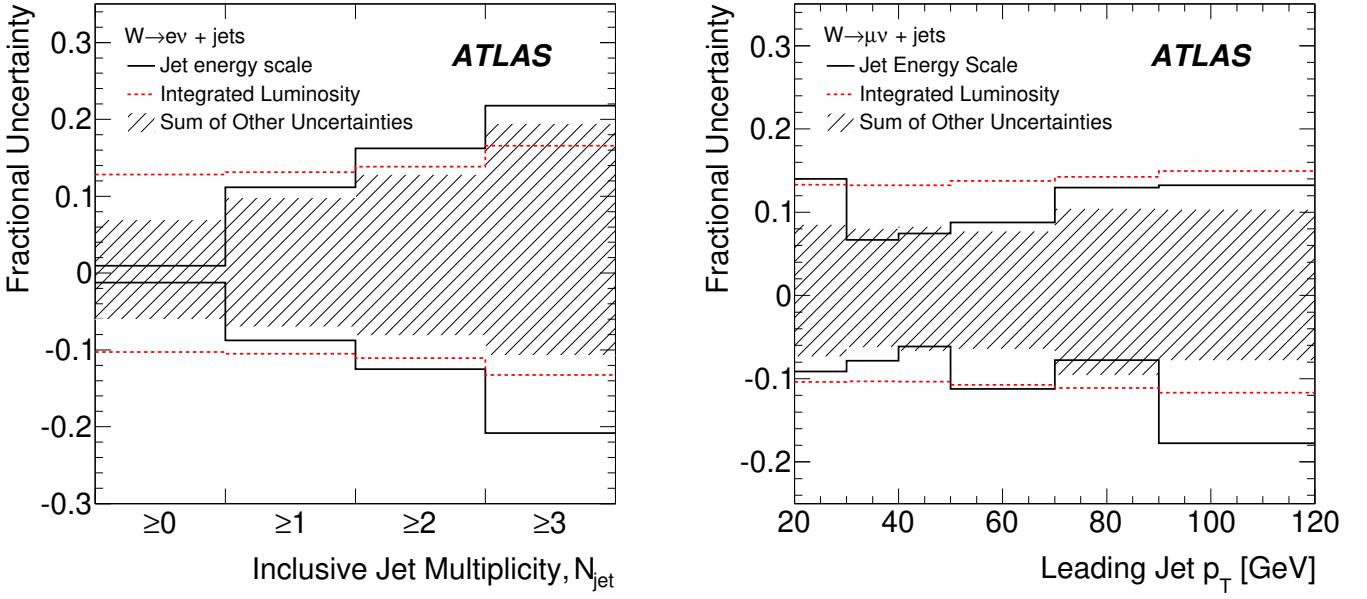 Fractional Uncertainty
0.3
0.2
0.1
0
-0.1
-0.2
-0.3
W→eν + jets
ATLAS
Jet energy scale
Integrated Luminosity
Sum of Other Uncertainties
≥0 ≥1 ≥2 ≥3
Inclusive Jet Multiplicity, N_jet
Fractional Uncertainty
0.3
0.2
0.1
0
-0.1
-0.2
W→μν + jets
ATLAS
Jet Energy Scale
Integrated Luminosity
Sum of Other Uncertainties
20 40 60 80 100 120
Leading Jet p_T [GeV]